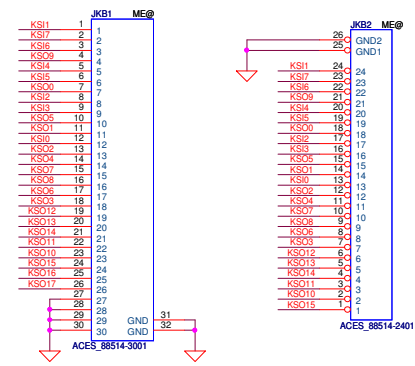 JKB1 ME@
KSI1 1 1
KSI7 2 2
KSI6 3 3
KSO9 4 4
KSI4 5 5
KSI5 6 6
KSO0 7 7
KSI2 8 8
KSI3 9 9
KSO5 10 10
KSO1 11 11
KSI0 12 12
KSO2 13 13
KSO4 14 14
KSO7 15 15
KSO8 16 16
KSO6 17 17
KSO3 18 18
KSO12 19 19
KSO13 20 20
KSO14 21 21
KSO11 22 22
KSO10 23 23
KSO15 24 24
KSO16 25 25
KSO17 26 26
27 27
28 28
29 29 GND 31
30 30 GND 32
ACES_88514-3001
JKB2 ME@
26 GND2
25 GND1
KSI1 24 24
KSI7 23 23
KSI6 22 22
KSO9 21 21
KSI4 20 20
KSI5 19 19
KSO0 18 18
KSI2 17 17
KSI3 16 16
KSO5 15 15
KSO1 14 14
KSI0 13 13
KSO2 12 12
KSO4 11 11
KSO7 10 10
KSO8 9 9
KSO6 8 8
KSO3 7 7
KSO12 6 6
KSO13 5 5
KSO14 4 4
KSO11 3 3
KSO10 2 2
KSO15 1 1
ACES_88514-2401